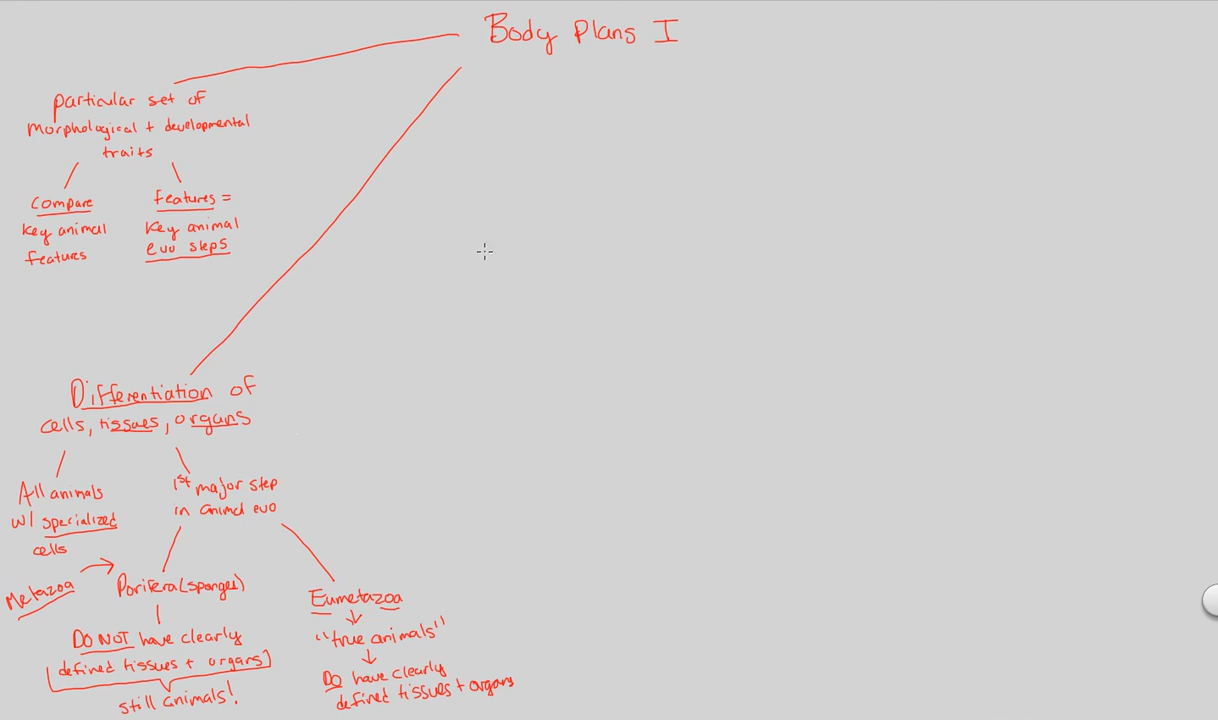 Body Plans I
particular set of
morphological + developmental
traits
Compare
key animal
features
features =
key animal
evo steps
Differentiation of
cells, tissues, organs
All animals
w/ specialized
cells
1st major step
in animal evo
Metazoa
Porifera (sponges)
DO NOT have clearly
defined tissues + organs
still animals!
Eumetazoa
"true animals"
DO have clearly
defined tissues + organs